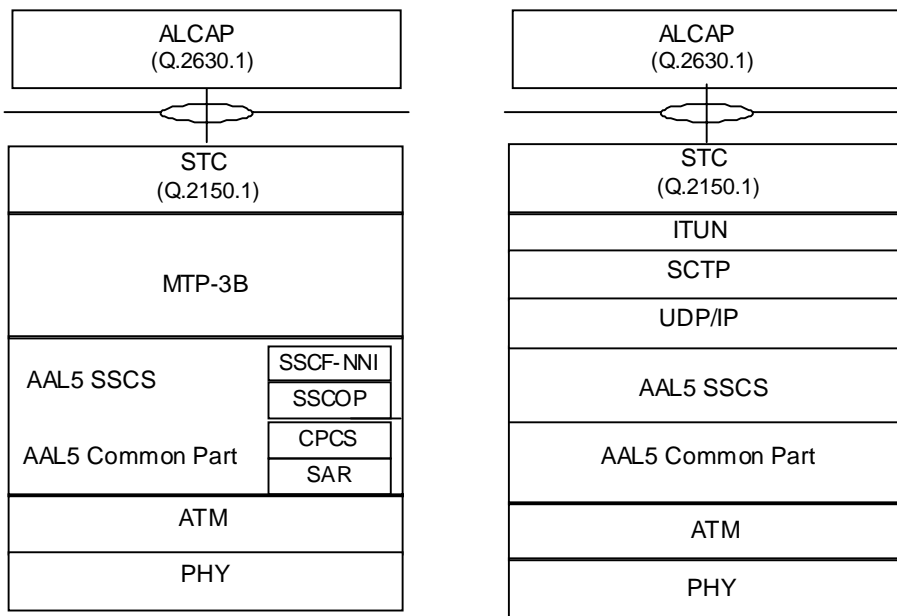 ALCAP
(Q.2630.1)
STC
(Q.2150.1)
MTP-3B
AAL5 SSCS
SSCF-NNI
SSCOP
AAL5 Common Part
CPCS
SAR
ATM
PHY
ALCAP
(Q.2630.1)
STC
(Q.2150.1)
ITUN
SCTP
UDP/IP
AAL5 SSCS
AAL5 Common Part
ATM
PHY